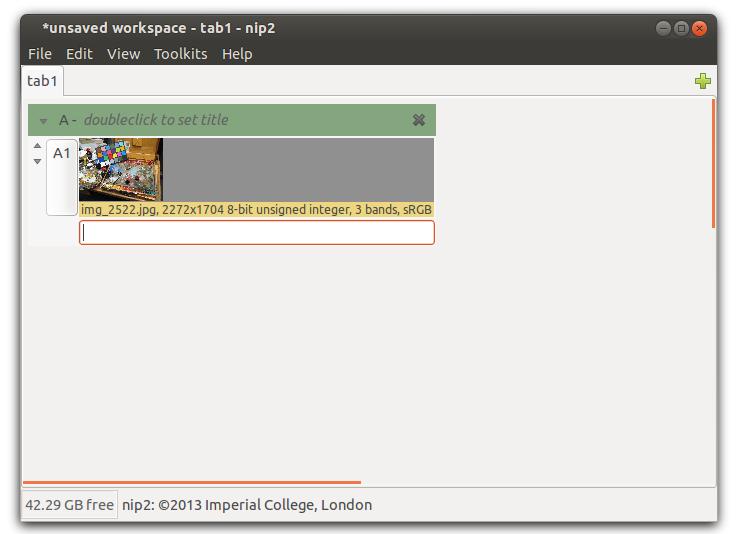 *unsaved workspace - tab1 - nip2
File Edit View Toolkits Help
tab1
A - doubleclick to set title
A1
img_2522.jpg, 2272x1704 8-bit unsigned integer, 3 bands, sRGB
42.29 GB free nip2: ©2013 Imperial College, London